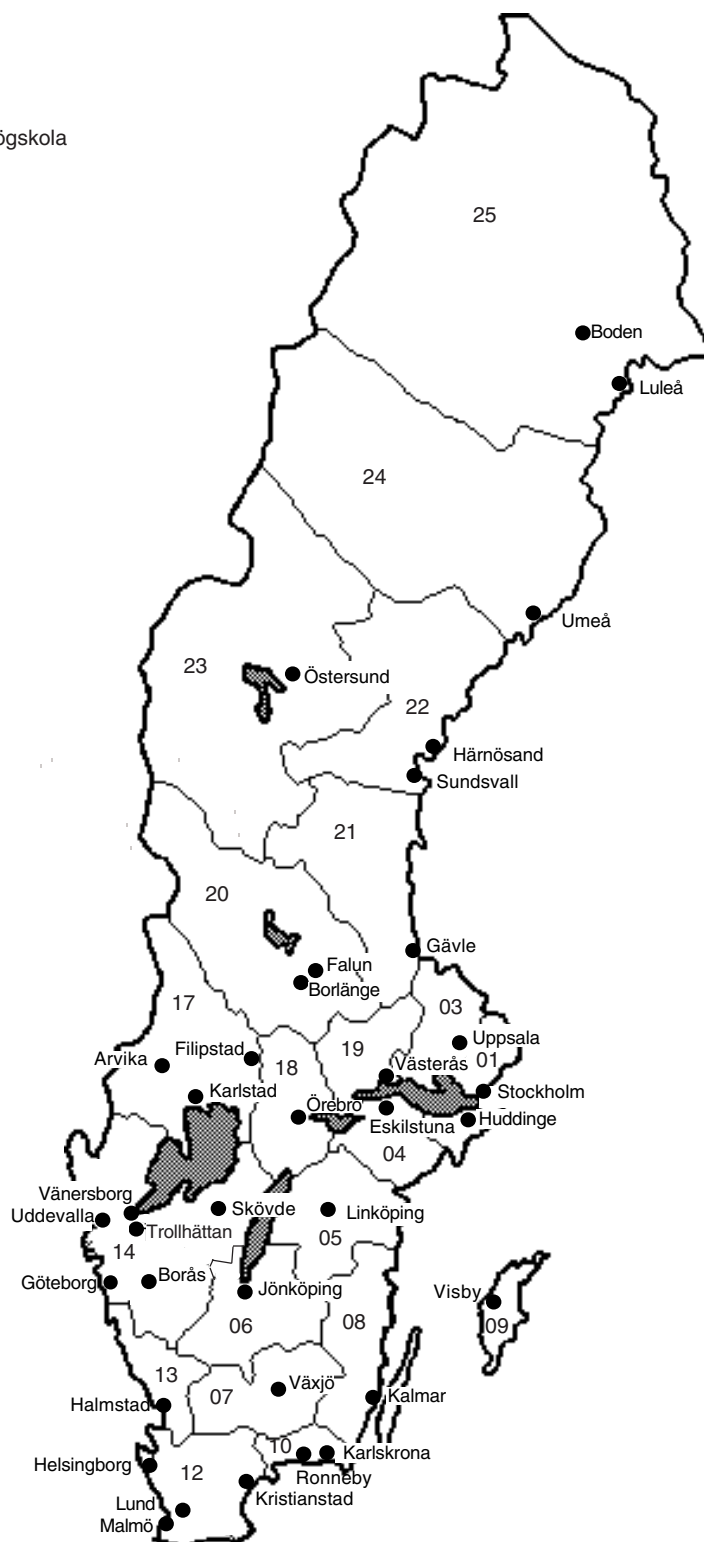 ögskola
25
Boden
Luleå
24
Umeå
23
Östersund
22
Härnösand
Sundsvall
21
20
Gävle
Falun
Borlänge
17
03
Uppsala
19
01
Arvika
Filipstad
18
Västerås
Karlstad
Stockholm
Örebro
Eskilstuna
Huddinge
04
Vänersborg
Skövde
Linköping
Uddevalla
Trollhättan
05
14
Göteborg
Borås
Jönköping
Visby
06
08
09
13
07
Växjö
Kalmar
Halmstad
10
Karlskrona
Helsingborg
12
Ronneby
Kristianstad
Lund
Malmö